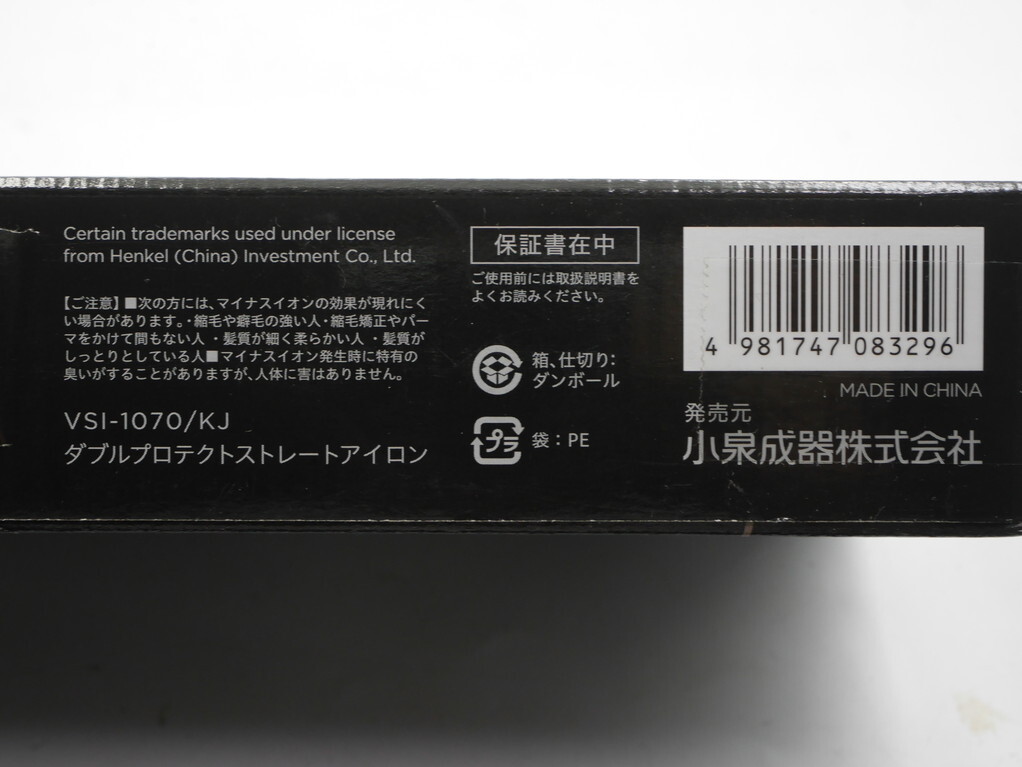 Certain trademarks used under license
from Henkel (China) Investment Co., Ltd.
【ご注意】■次の方には、マイナスイオンの効果が現れにく
い場合があります。・縮毛や癖毛の強い人・縮毛矯正やパー
マをかけて間もない人 ・髪質が細く柔らかい人 ・髪質が
しっとりとしている人■マイナスイオン発生時に特有の
臭いがすることがありますが、人体に害はありません。
VSI-1070/KJ
ダブルプロテクトストレートアイロン
保証書在中
ご使用前には取扱説明書を
よくお読みください。
箱、仕切り:
ダンボール
プラ
袋:PE
4 981747 083296
MADE IN CHINA
発売元
小泉成器株式会社